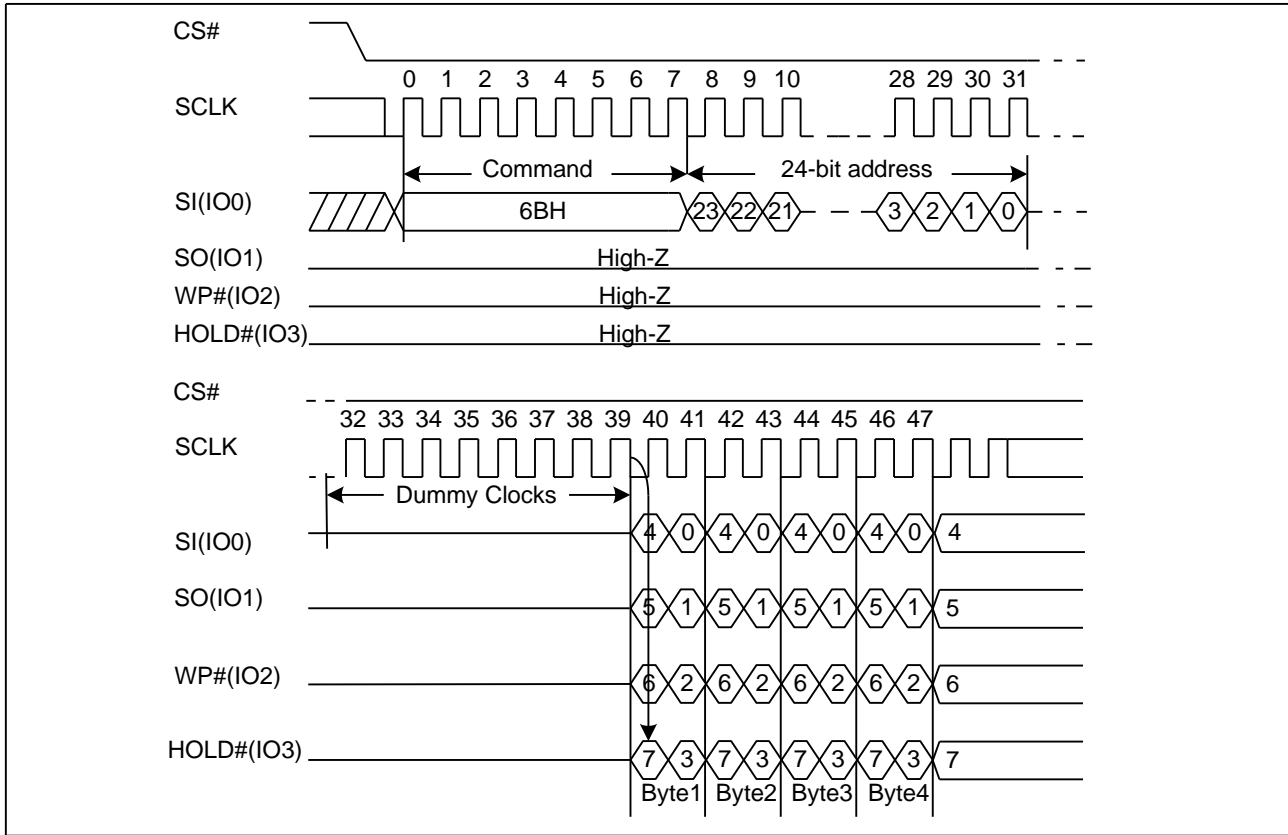 CS#
0 1 2 3 4 5 6 7 8 9 10 28 29 30 31
SCLK
Command 24-bit address
SI(IO0) 6BH 23 22 21 3 2 1 0
SO(IO1) High-Z
WP#(IO2) High-Z
HOLD#(IO3) High-Z
CS#
32 33 34 35 36 37 38 39 40 41 42 43 44 45 46 47
SCLK
Dummy Clocks
SI(IO0) 4 0 4 0 4 0 4 0 4
SO(IO1) 5 1 5 1 5 1 5 1 5
WP#(IO2) 6 2 6 2 6 2 6 2 6
HOLD#(IO3) 7 3 7 3 7 3 7 3 7
Byte1 Byte2 Byte3 Byte4